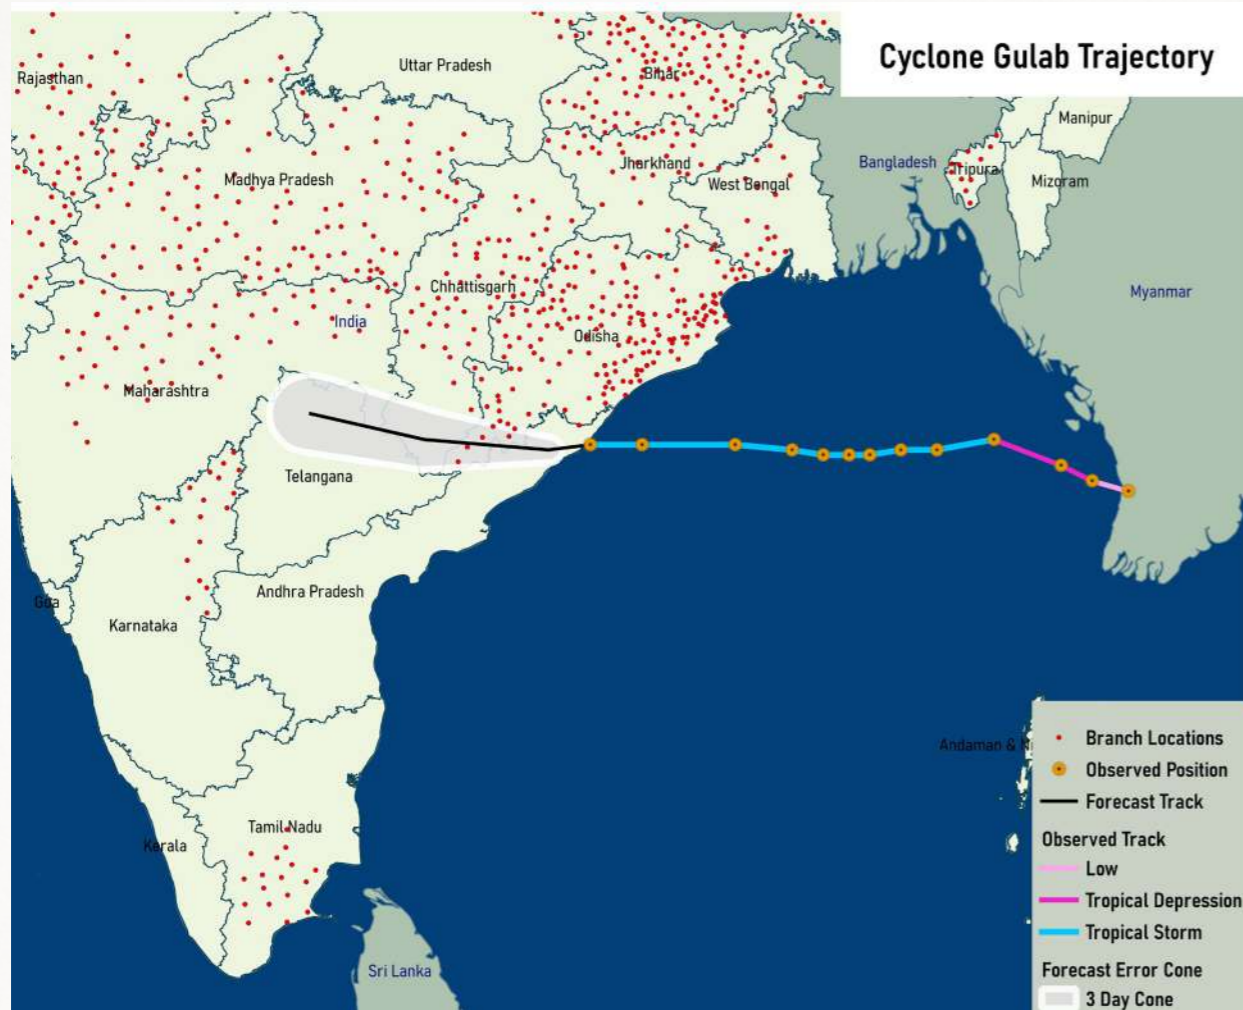 Cyclone Gulab Trajectory
Uttar Pradesh
Rajasthan
Bihar
Manipur
Bangladesh
Tripura
Jharkhand
Madhya Pradesh
West Bengal
Mizoram
Chhattisgarh
Myanmar
India
Odisha
Maharashtra
Telangana
Andhra Pradesh
Goa
Karnataka
Andaman & N
Tamil Nadu
Kerala
Sri Lanka
Branch Locations
Observed Position
Forecast Track
Observed Track
Low
Tropical Depression
Tropical Storm
Forecast Error Cone
3 Day Cone